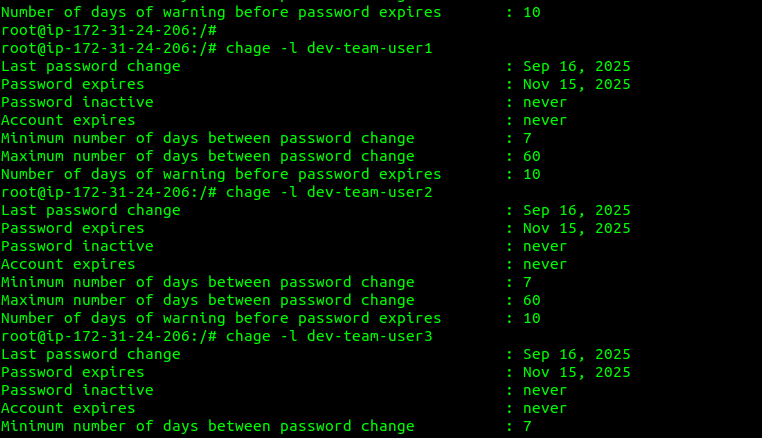 Number of days of warning before password expires       : 10
root@ip-172-31-24-206:/#
root@ip-172-31-24-206:/# chage -l dev-team-user1
Last password change                                    : Sep 16, 2025
Password expires                                        : Nov 15, 2025
Password inactive                                       : never
Account expires                                         : never
Minimum number of days between password change          : 7
Maximum number of days between password change          : 60
Number of days of warning before password expires       : 10
root@ip-172-31-24-206:/# chage -l dev-team-user2
Last password change                                    : Sep 16, 2025
Password expires                                        : Nov 15, 2025
Password inactive                                       : never
Account expires                                         : never
Minimum number of days between password change          : 7
Maximum number of days between password change          : 60
Number of days of warning before password expires       : 10
root@ip-172-31-24-206:/# chage -l dev-team-user3
Last password change                                    : Sep 16, 2025
Password expires                                        : Nov 15, 2025
Password inactive                                       : never
Account expires                                         : never
Minimum number of days between password change          : 7